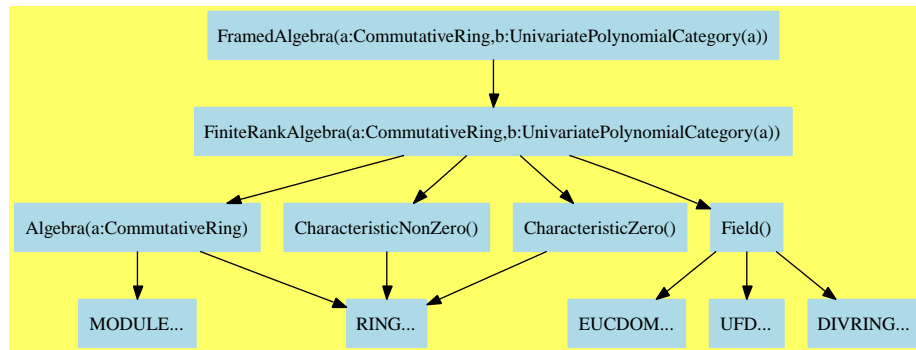 FramedAlgebra(a:CommutativeRing,b:UnivariatePolynomialCategory(a))
FiniteRankAlgebra(a:CommutativeRing,b:UnivariatePolynomialCategory(a))
Algebra(a:CommutativeRing)
CharacteristicNonZero()
CharacteristicZero()
Field()
MODULE...
RING...
EUCDOM...
UFD...
DIVRING...